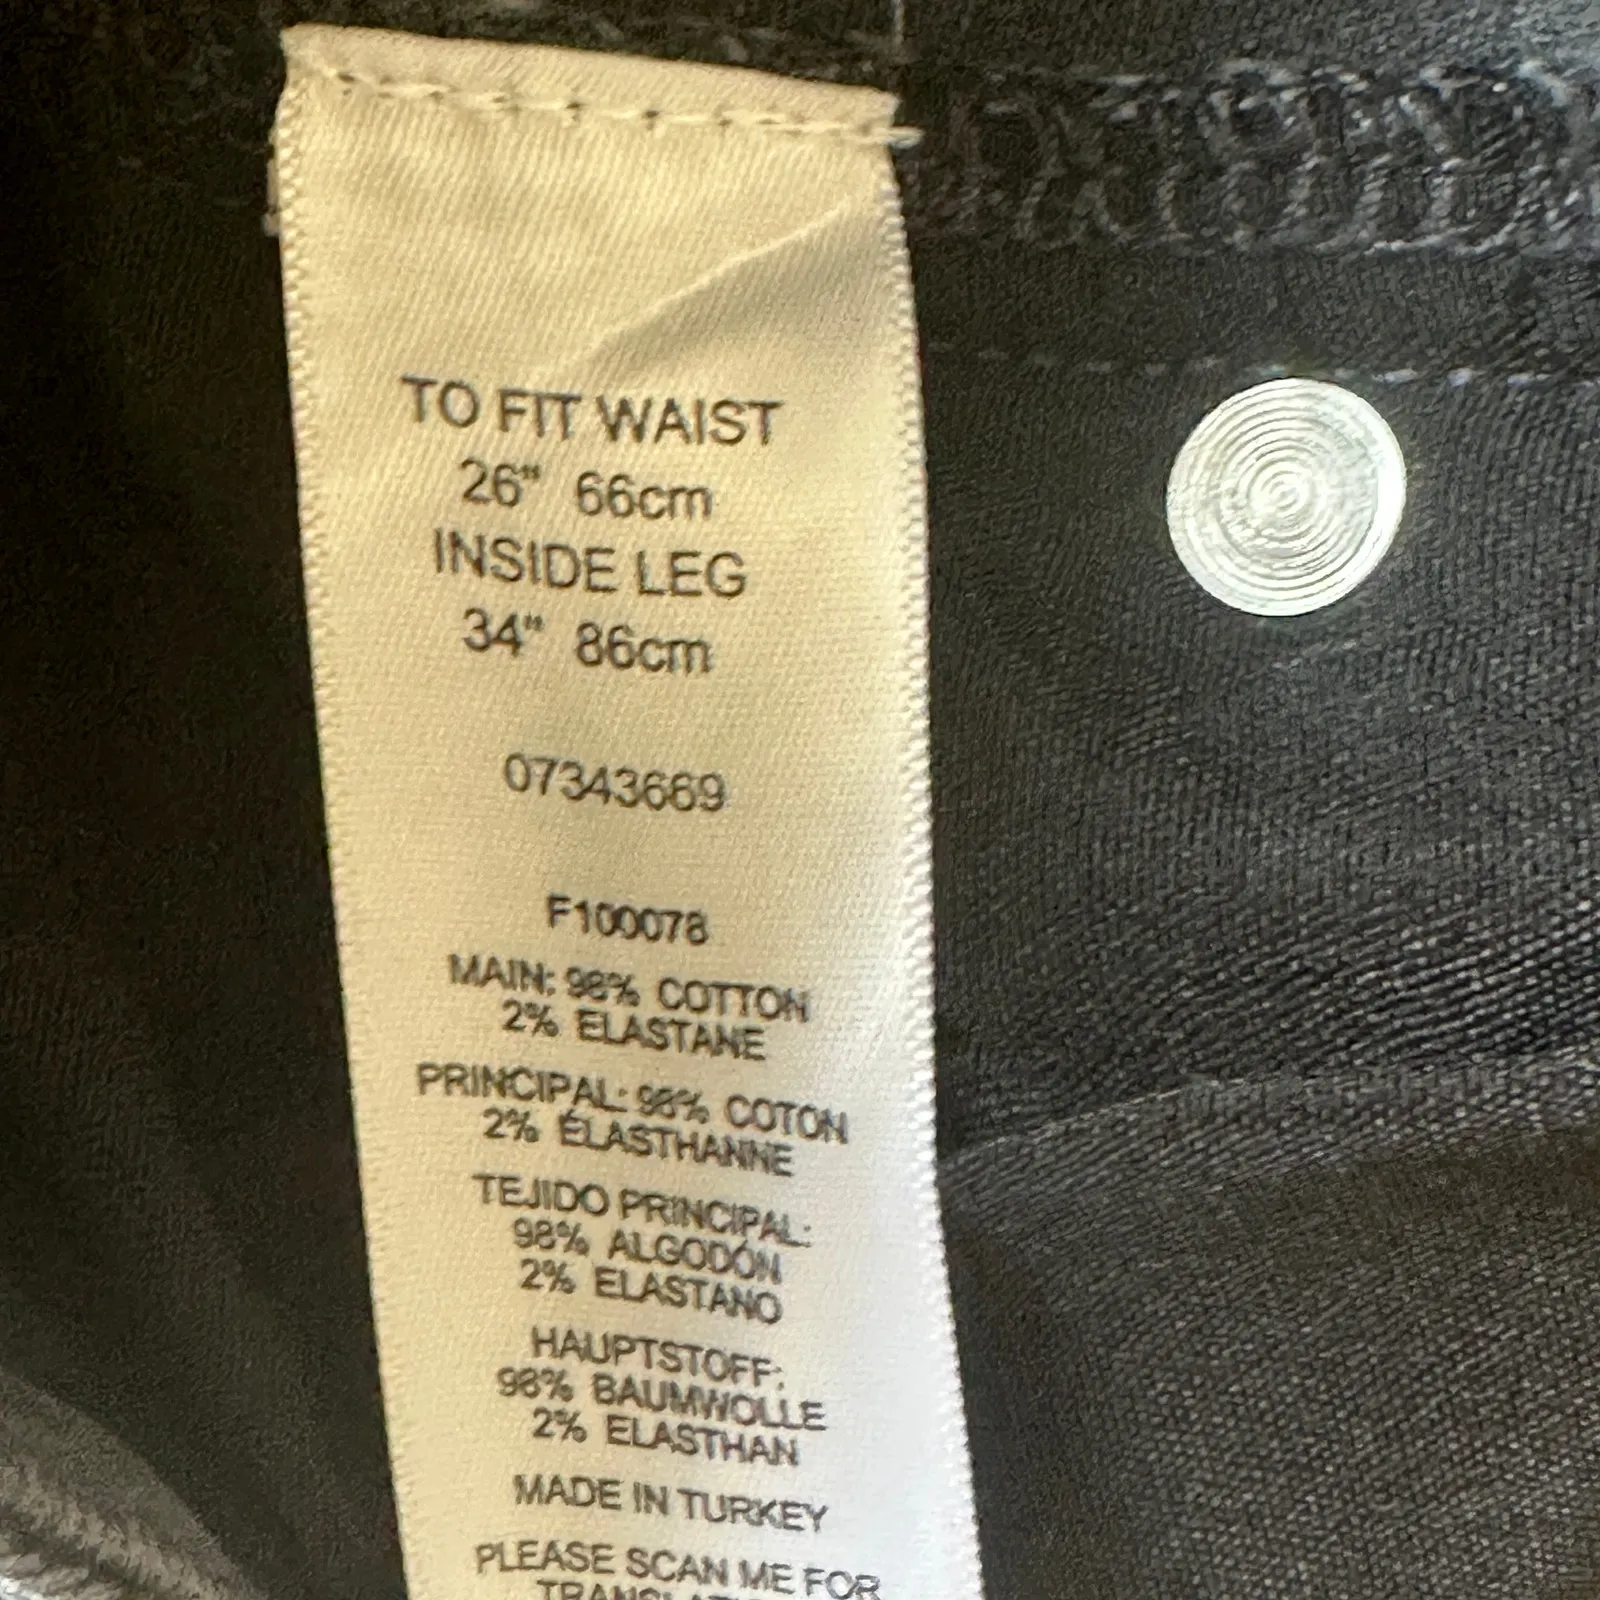 TO FIT WAIST
26" 66cm
INSIDE LEG
34" 86cm
07343669
F100078
MAIN: 98% COTTON
2% ELASTANE
PRINCIPAL: 98% COTON
2% ÉLASTHANNE
TEJIDO PRINCIPAL:
98% ALGODÓN
2% ELASTANO
HAUPTSTOFF:
98% BAUMWOLLE
2% ELASTHAN
MADE IN TURKEY
PLEASE SCAN ME FOR